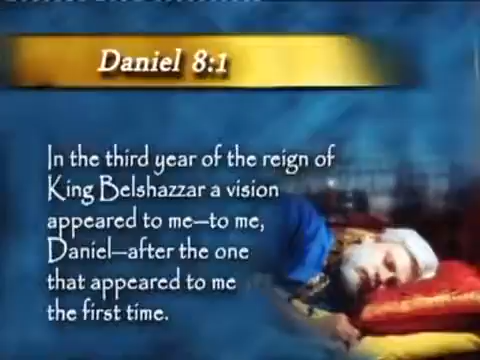 Daniel 8:1
In the third year of the reign of
King Belshazzar a vision
appeared to me—to me,
Daniel—after the one
that appeared to me
the first time.